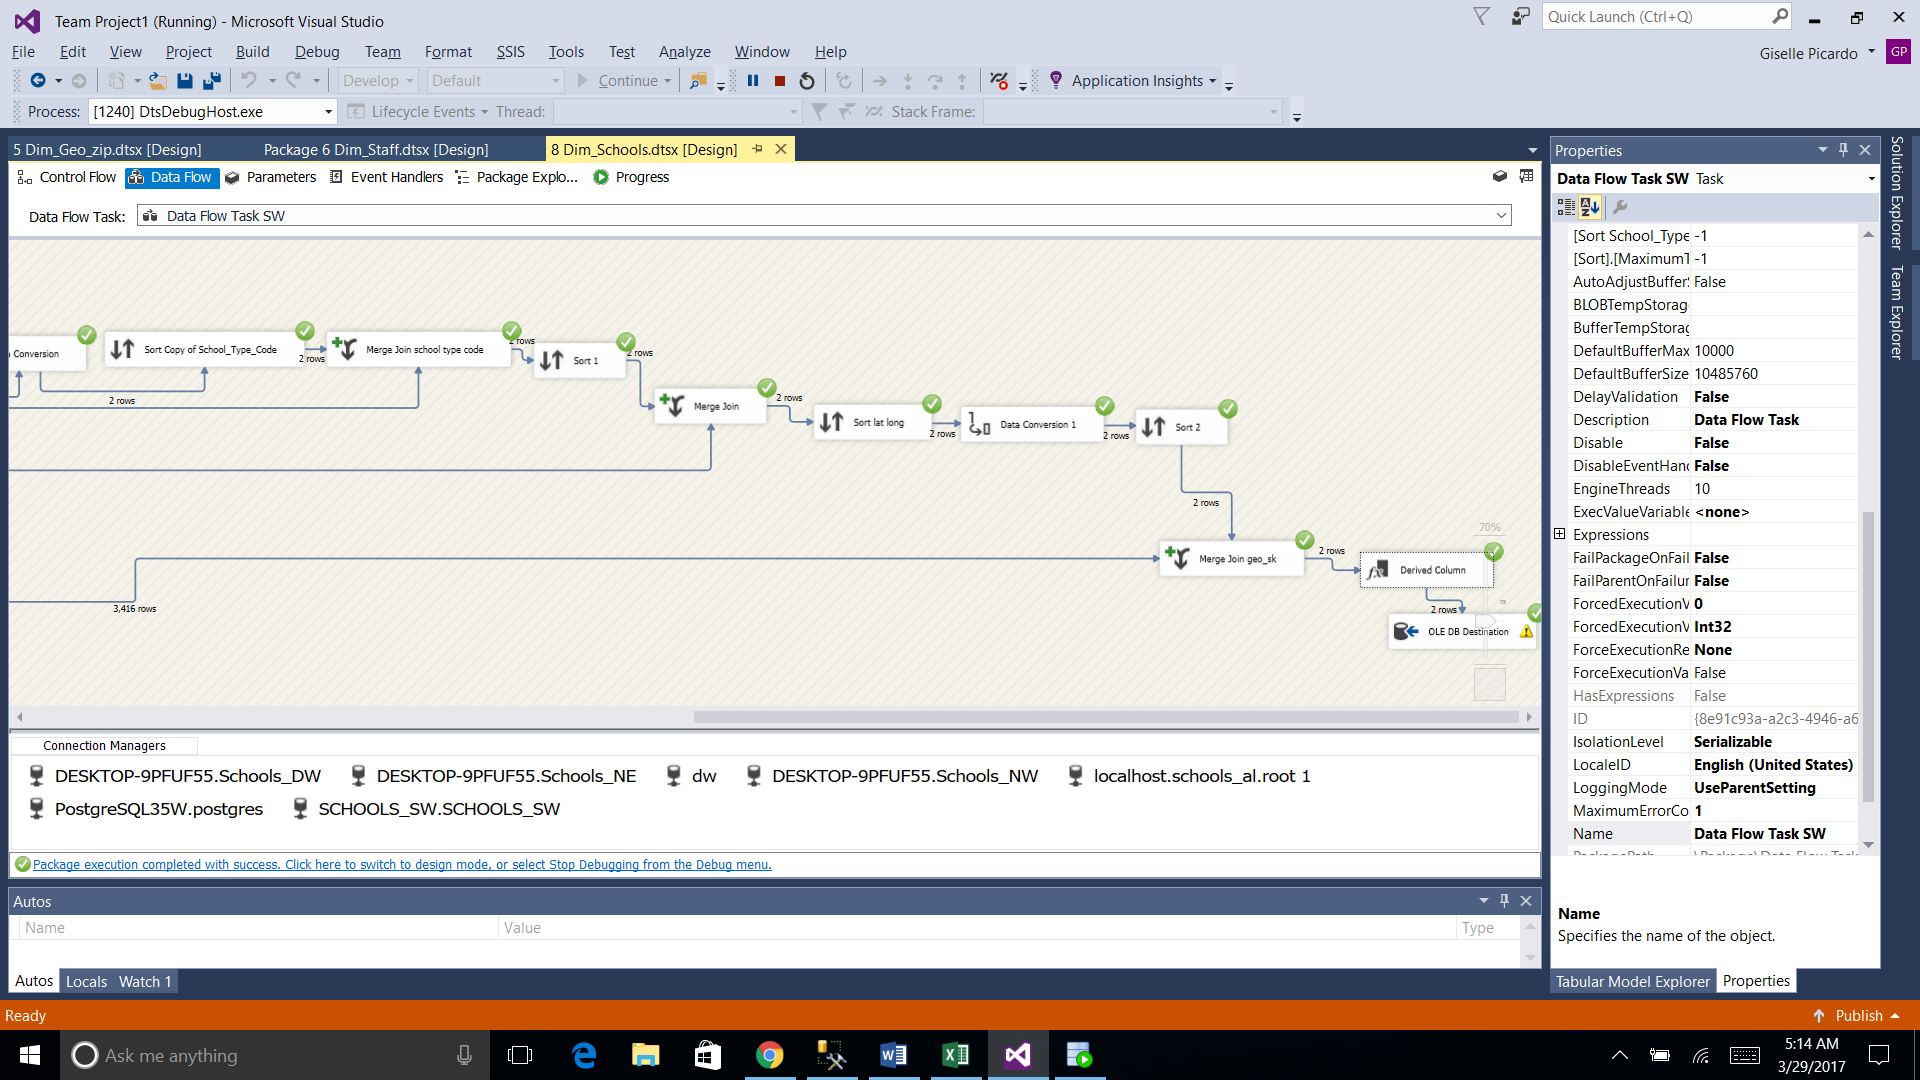 Team Project1 (Running) - Microsoft Visual Studio
Quick Launch (Ctrl+Q)
File Edit View Project Build Debug Team Format SSIS Tools Test Analyze Window Help
Giselle Picardo GP
Develop Default Continue Application Insights
Process: [1240] DtsDebugHost.exe Lifecycle Events Thread: Stack Frame:
5 Dim_Geo_zip.dtsx [Design] Package 6 Dim_Staff.dtsx [Design] 8 Dim_Schools.dtsx [Design]
Control Flow Data Flow Parameters Event Handlers Package Explo... Progress
Data Flow Task: Data Flow Task SW
Conversion
Sort Copy of School_Type_Code
2 rows
Merge Join school type code
2 rows
Sort 1
2 rows
2 rows
Merge Join
2 rows
Sort lat long
2 rows
Data Conversion 1
2 rows
Sort 2
2 rows
70%
Merge Join geo_sk
2 rows
Derived Column
2 rows
OLE DB Destination
3,416 rows
Connection Managers
DESKTOP-9PFUF55.Schools_DW DESKTOP-9PFUF55.Schools_NE dw DESKTOP-9PFUF55.Schools_NW localhost.schools_al.root 1
PostgreSQL35W.postgres SCHOOLS_SW.SCHOOLS_SW
Package execution completed with success. Click here to switch to design mode, or select Stop Debugging from the Debug menu.
Autos
Name Value Type
Autos Locals Watch 1
Properties
Data Flow Task SW Task
[Sort School_Type -1
[Sort].[MaximumT -1
AutoAdjustBuffer False
BLOBTempStorag
BufferTempStorag
DefaultBufferMax 10000
DefaultBufferSize 10485760
DelayValidation False
Description Data Flow Task
Disable False
DisableEventHan False
EngineThreads 10
ExecValueVariable <none>
Expressions
FailPackageOnFail False
FailParentOnFailur False
ForcedExecutionV 0
ForcedExecutionV Int32
ForceExecutionRe None
ForceExecutionVa False
HasExpressions False
ID {8e91c93a-a2c3-4946-a6
IsolationLevel Serializable
LocaleID English (United States)
LoggingMode UseParentSetting
MaximumErrorCo 1
Name Data Flow Task SW
PackagePath \Package\Data Flow Task
Name
Specifies the name of the object.
Tabular Model Explorer Properties
Solution Explorer
Team Explorer
Ready
Publish
Ask me anything
5:14 AM
3/29/2017